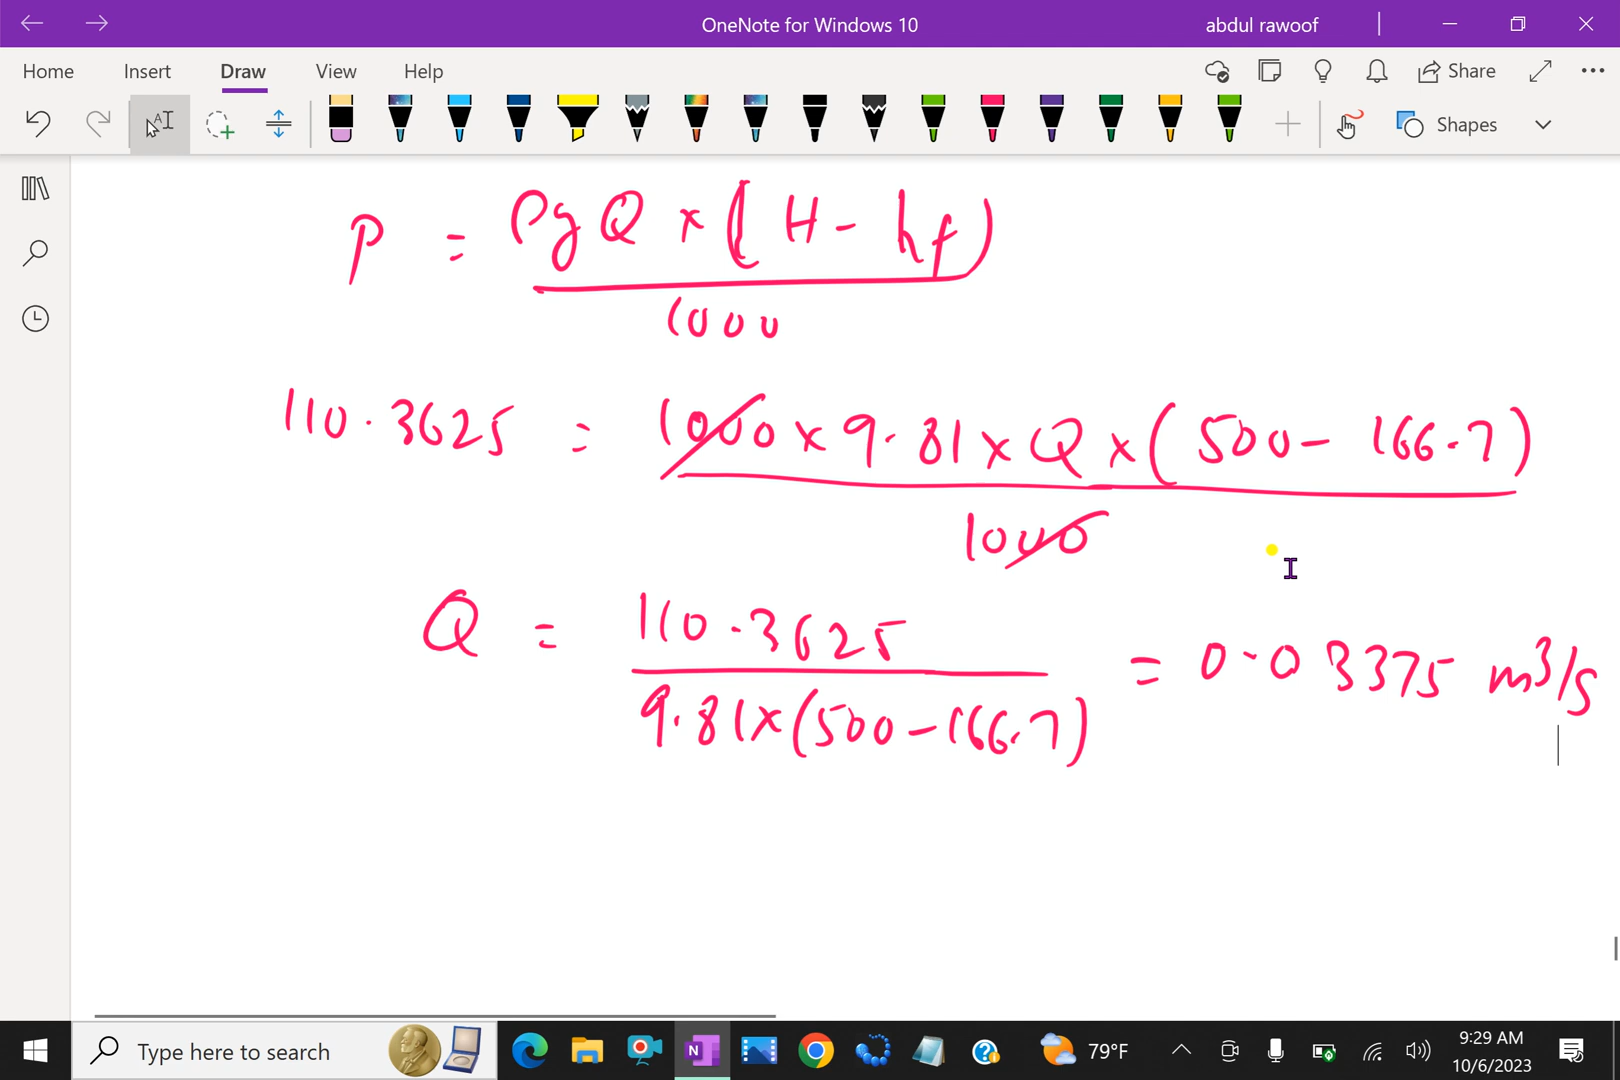 OneNote for Windows 10
abdul rawoof
Home Insert Draw View Help
Share
Shapes
P = ρgQ × (H - hf)
1000
110.3625 = 1000 × 9.81 × Q × (500 - 166.7)
1000
Q = 110.3625 = 0.03375 m³/s
9.81 × (500 - 166.7)
Type here to search
79°F
9:29 AM
10/6/2023